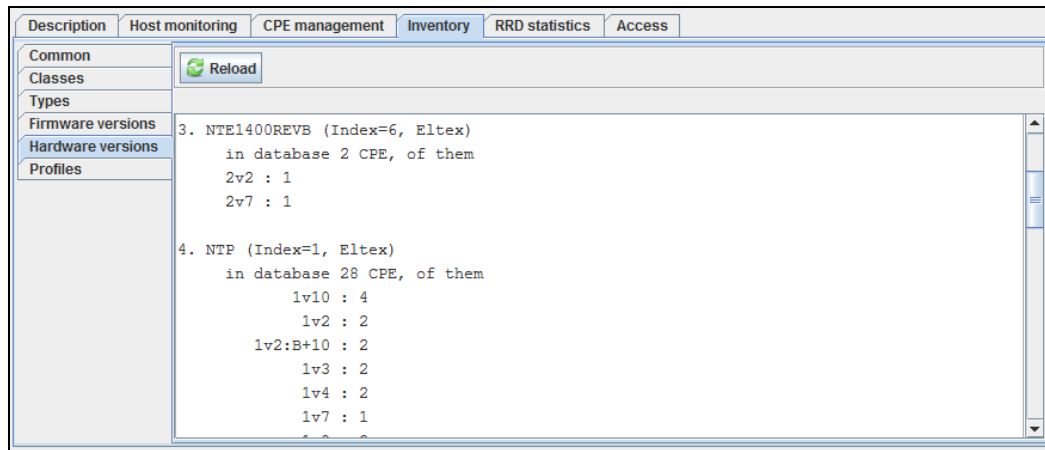 Description Host monitoring CPE management Inventory RRD statistics Access
Common
Classes
Types
Firmware versions
Hardware versions
Profiles
Reload
3. NTE1400REVB (Index=6, Eltex)
in database 2 CPE, of them
2v2 : 1
2v7 : 1
4. NTP (Index=1, Eltex)
in database 28 CPE, of them
1v10 : 4
1v2 : 2
1v2:B+10 : 2
1v3 : 2
1v4 : 2
1v7 : 1